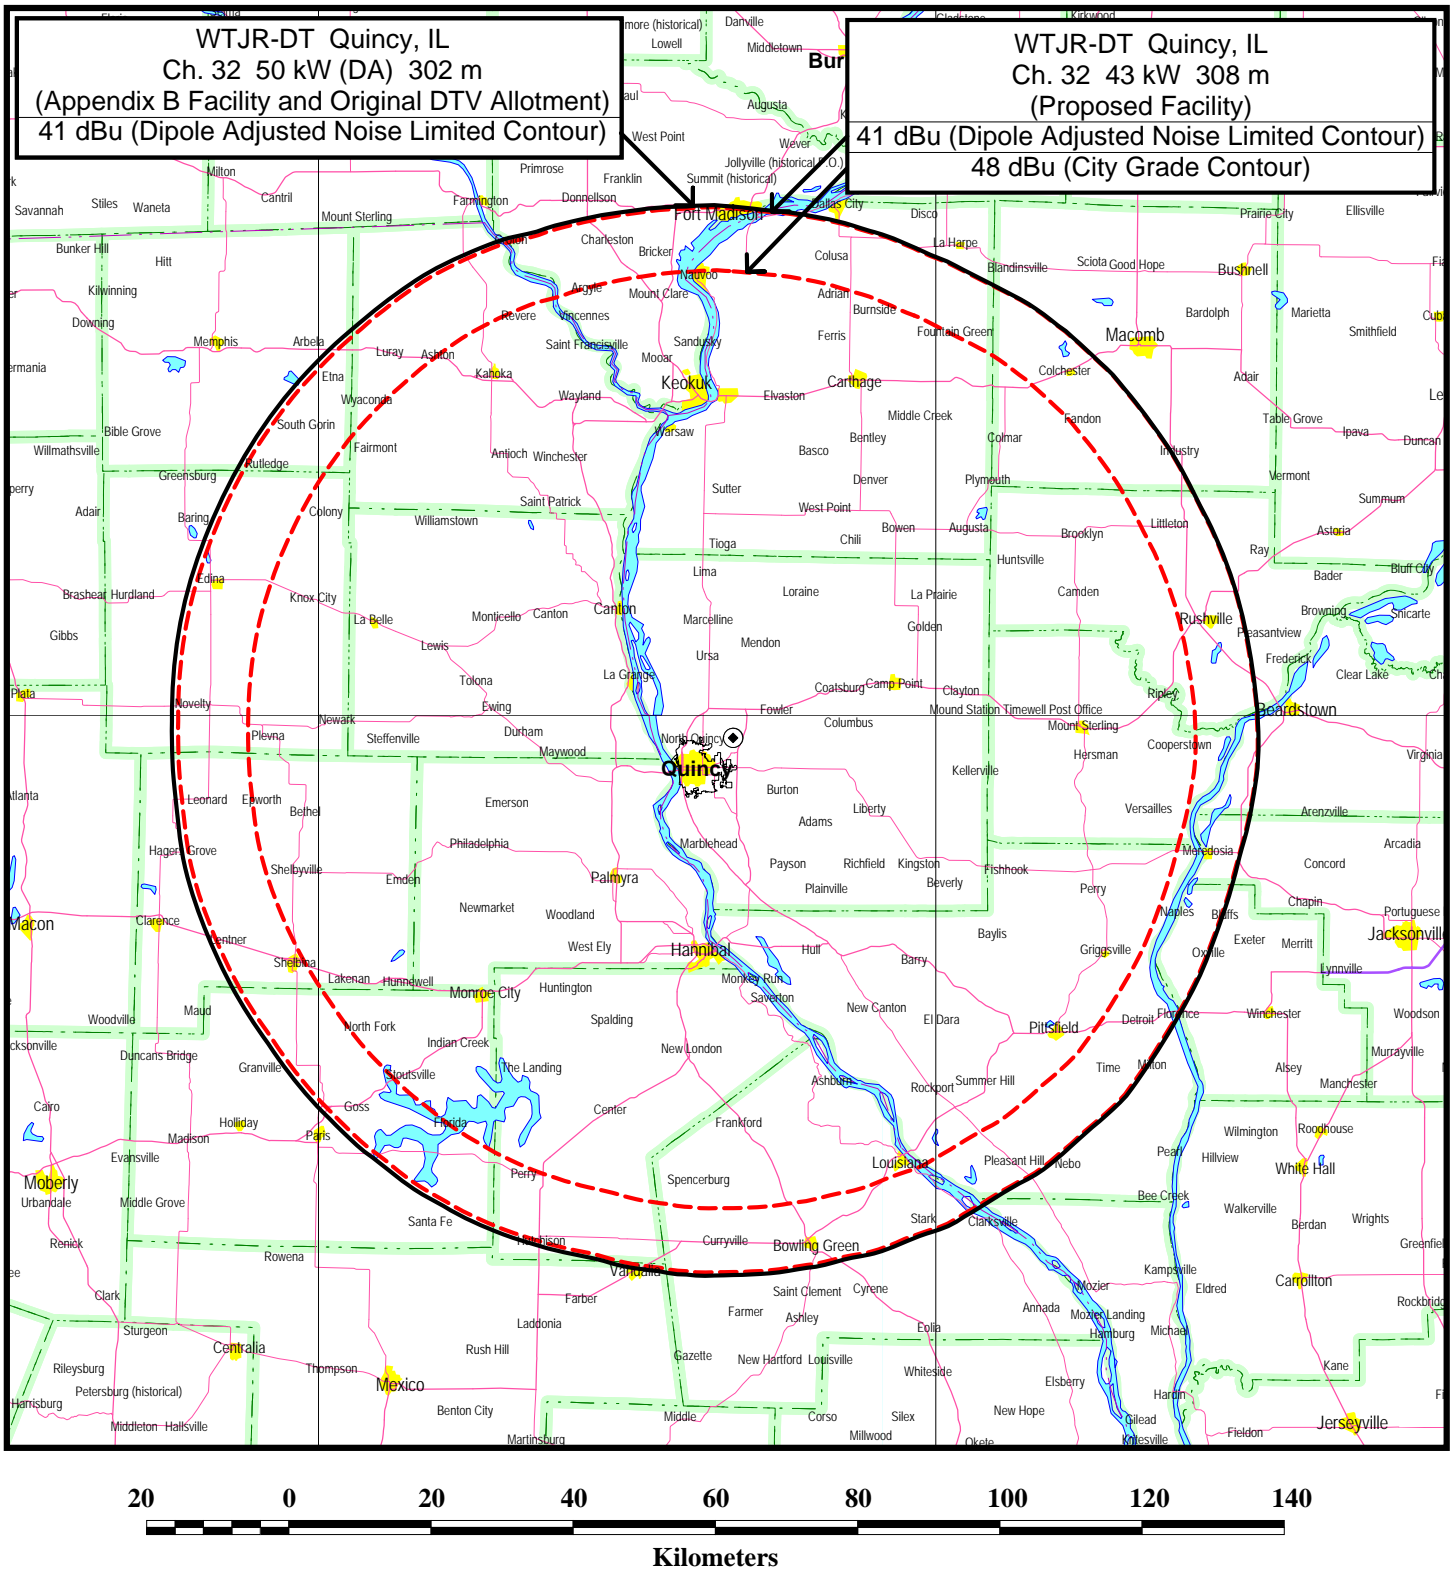 WTJR-DT Quincy, IL
Ch. 32 50 kW (DA) 302 m
(Appendix B Facility and Original DTV Allotment)
41 dBu (Dipole Adjusted Noise Limited Contour)
WTJR-DT Quincy, IL
Ch. 32 43 kW 308 m
(Proposed Facility)
41 dBu (Dipole Adjusted Noise Limited Contour)
48 dBu (City Grade Contour)
Danville
Lowell
Middletown
Kirkwood
Augusta
West Point
Wever
Jollyville (historical
Summit (historical)
Primrose
Franklin
Milton
Cantril
Farmington
Donnellson
Fort Madison
Dallas City
Disco
Prairie City
Ellisville
Savannah
Stiles
Waneta
Mount Sterling
Bunker Hill
Hitt
Croton
Charleston
Bricker
Colusa
La Harpe
Blandinsville
Sciota
Good Hope
Bushnell
Kilwinning
Argyle
Mount Clare
Nauvoo
Adrian
Burnside
Bardolph
Marietta
Smithfield
Downing
Revere
Vincennes
Ferris
Fountain Green
Macomb
Memphis
Arbela
Luray
Ashton
Saint Francisville
Sandusky
Mooar
Kahoka
Etna
Keokuk
Carthage
Colchester
Adair
Wyaconda
Wayland
Elvaston
Middle Creek
Fandon
Table Grove
Ipava
Duncan
South Gorin
Warsaw
Bible Grove
Fairmont
Bentley
Colmar
Willmathsville
Basco
Industry
Rutledge
Antioch
Winchester
Greensburg
Denver
Plymouth
Vermont
Sutter
Summum
Adair
Baring
Colony
Saint Patrick
West Point
Williamstown
Bowen
Augusta
Brooklyn
Littleton
Astoria
Tioga
Chili
Huntsville
Ray
Lima
Bader
Bluff City
Edina
Brashear
Hurdland
Knox City
Loraine
La Prairie
Camden
Canton
Canton
Monticello
La Belle
Marcelline
Golden
Rushville
Browning
Snicarte
Gibbs
Lewis
Ursa
Mendon
Pleasantview
Frederick
La Grange
Tolona
Coatsburg
Camp Point
Clayton
Ripley
Clear Lake
Plata
Novelty
Ewing
Newark
Fowler
Columbus
Mound Station
Timewell
Post Office
Beardstown
Plevna
Steffenville
Durham
Maywood
North Quincy
Mount Sterling
Hersman
Cooperstown
Virginia
Quincy
Kellerville
Leonard
Epworth
Bethel
Emerson
Burton
Liberty
Adams
Versailles
Arenzville
Atlanta
Philadelphia
Marblehead
Arcadia
Hagers Grove
Meredosia
Shelbyville
Emden
Palmyra
Payson
Richfield
Kingston
Fishhook
Concord
Plainville
Beverly
Perry
Chapin
Newmarket
Woodland
Naples
Bluffs
Portuguese
Macon
Clarence
Lentner
West Ely
Hannibal
Hull
Baylis
Griggsville
Oxville
Exeter
Merritt
Jacksonville
Shelbina
Lakenan
Hunnewell
Barry
Lynnville
Monroe City
Huntington
Monkey Run
Saverton
New Canton
Woodville
Maud
North Fork
Spalding
El Dara
Pittsfield
Detroit
Florence
Winchester
Woodson
Duncans Bridge
Indian Creek
New London
Murrayville
Granville
Stoutsville
The Landing
Ashburn
Rockport
Summer Hill
Time
Milton
Alsey
Manchester
Cairo
Goss
Center
Holliday
Florida
Frankford
Madison
Paris
Wilmington
Roodhouse
Evansville
Louisiana
Pleasant Hill
Nebo
Pearl
Hillview
White Hall
Moberly
Perry
Spencerburg
Urbandale
Middle Grove
Bee Creek
Walkerville
Santa Fe
Stark
Clarksville
Berdan
Wrights
Renick
Rowena
Hutchison
Curryville
Bowling Green
Vandalia
Kampsville
Eldred
Carrollton
Clark
Farber
Saint Clement
Cyrene
Mozier
Farmer
Ashley
Annada
Mozier Landing
Sturgeon
Laddonia
Eolia
Hamburg
Michael
Centralia
Rush Hill
Gazette
New Hartford
Louisville
Whiteside
Kane
Rileysburg
Thompson
Mexico
Elsberry
Petersburg (historical)
Hardin
Harrisburg
Benton City
Middle
Corso
Silex
New Hope
Gilead
Jerseyville
Middleton
Hallsville
Martinsburg
Millwood
Okete
Fieldon
20 0 20 40 60 80 100 120 140
Kilometers